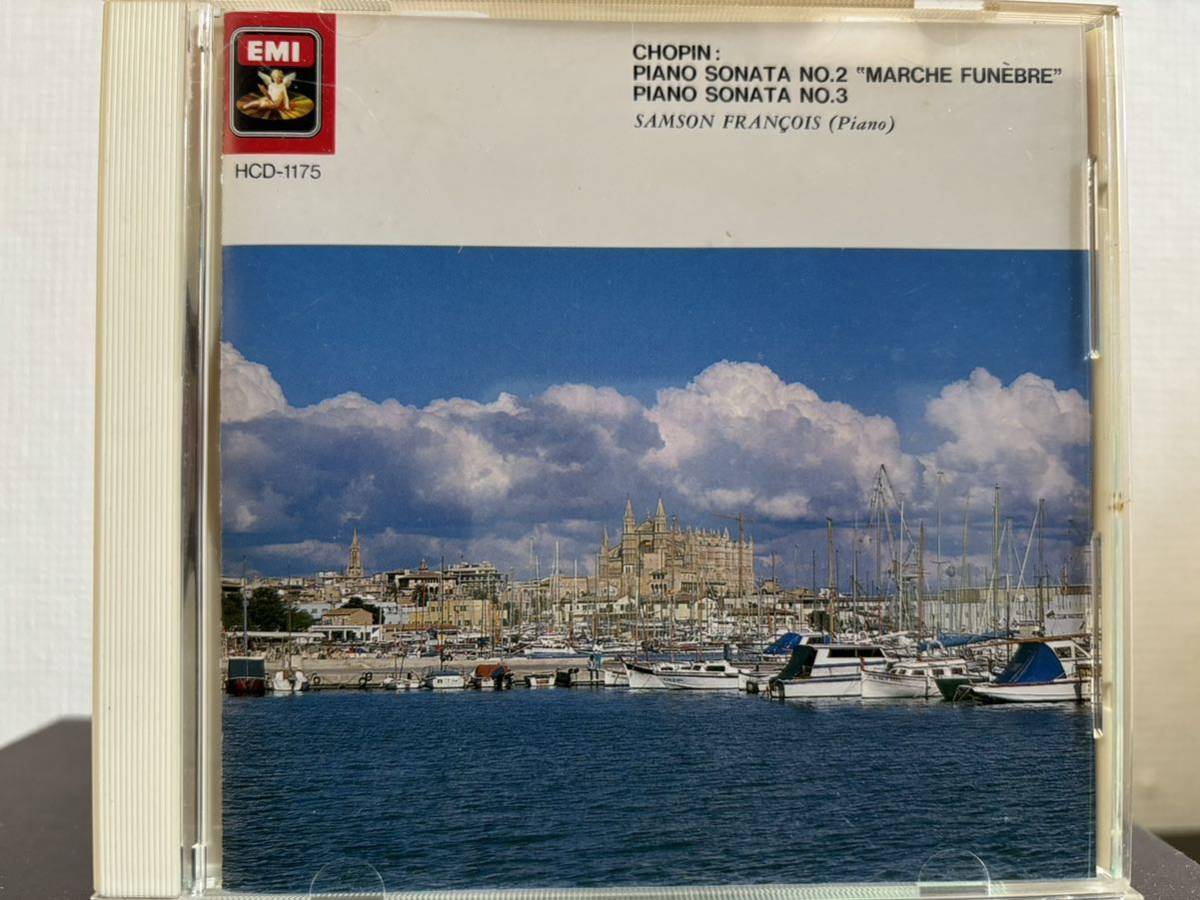 EMI
HCD-1175
CHOPIN:
PIANO SONATA NO.2 “MARCHE FUNÈBRE”
PIANO SONATA NO.3
SAMSON FRANÇOIS (Piano)